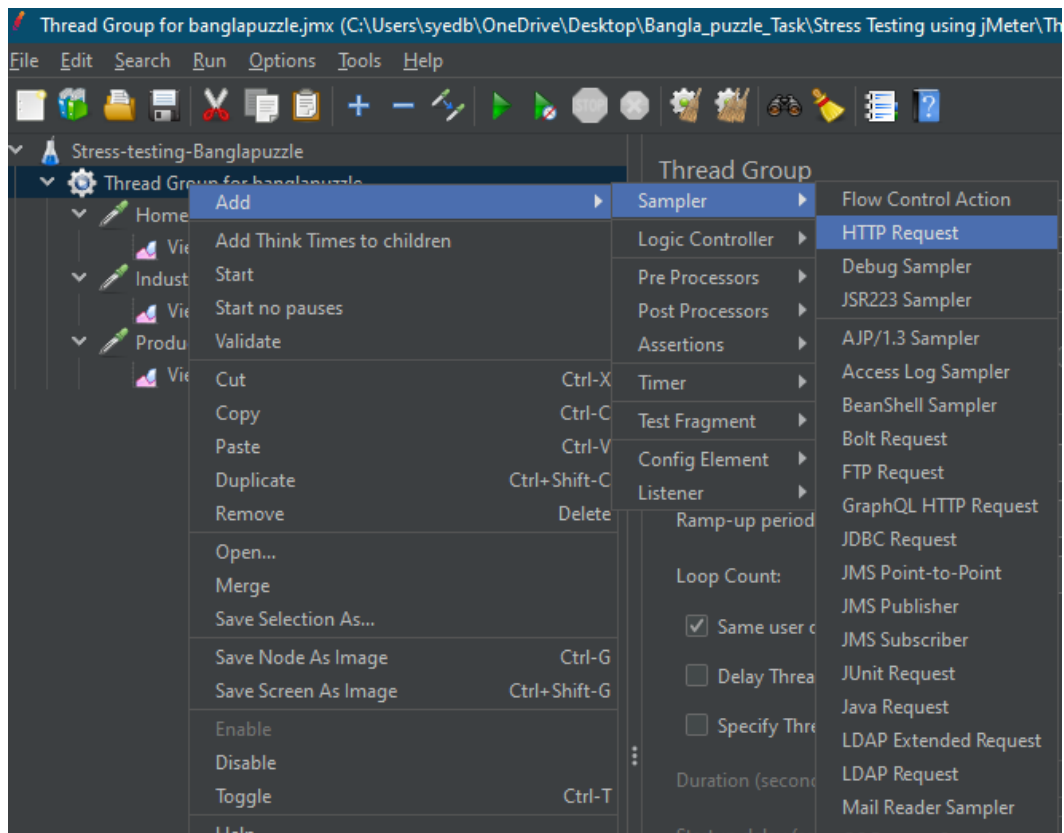 Thread Group for banglapuzzle.jmx (C:\Users\syedb\OneDrive\Desktop\Bangla_puzzle_Task\Stress Testing using jMeter\Th
File Edit Search Run Options Tools Help
STOP
Stress-testing-Banglapuzzle
Thread Group for banglapuzzle
Home
Vie
Indust
Vie
Produ
Vie
Add
Add Think Times to children
Start
Start no pauses
Validate
Cut Ctrl-X
Copy Ctrl-C
Paste Ctrl-V
Duplicate Ctrl+Shift-C
Remove Delete
Open...
Merge
Save Selection As...
Save Node As Image Ctrl-G
Save Screen As Image Ctrl+Shift-G
Enable
Disable
Toggle Ctrl-T
Help
Thread Group
Sampler
Logic Controller
Pre Processors
Post Processors
Assertions
Timer
Test Fragment
Config Element
Listener
Ramp-up period
Loop Count:
Same user o
Delay Threa
Specify Thre
Duration (second
Flow Control Action
HTTP Request
Debug Sampler
JSR223 Sampler
AJP/1.3 Sampler
Access Log Sampler
BeanShell Sampler
Bolt Request
FTP Request
GraphQL HTTP Request
JDBC Request
JMS Point-to-Point
JMS Publisher
JMS Subscriber
JUnit Request
Java Request
LDAP Extended Request
LDAP Request
Mail Reader Sampler